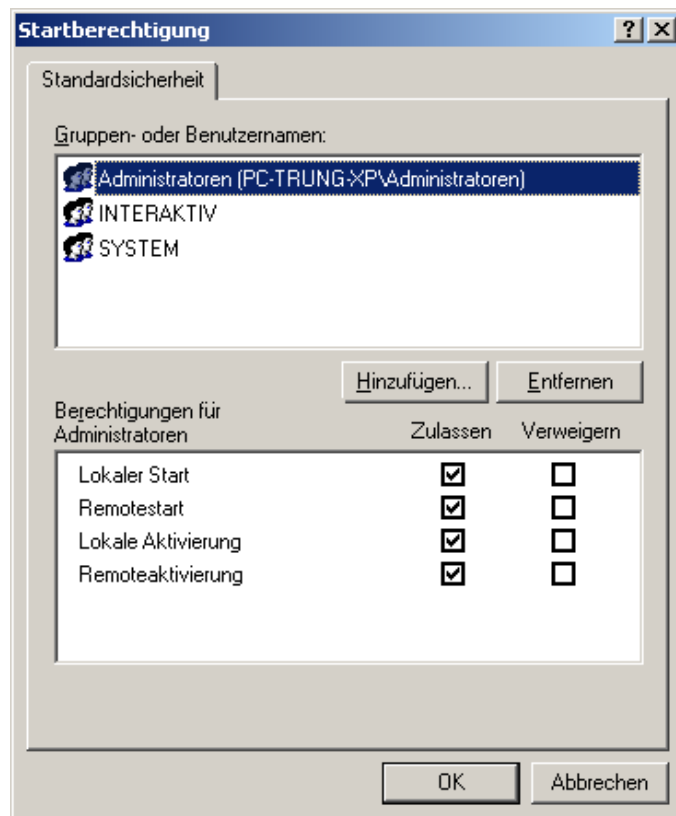 Startberechtigung
Standardsicherheit
Gruppen- oder Benutzernamen:
Administratoren (PC-TRUNG-XP\Administratoren)
INTERAKTIV
SYSTEM
Hinzufügen... Entfernen
Berechtigungen für
Administratoren Zulassen Verweigern
Lokaler Start
Remotestart
Lokale Aktivierung
Remoteaktivierung
OK Abbrechen